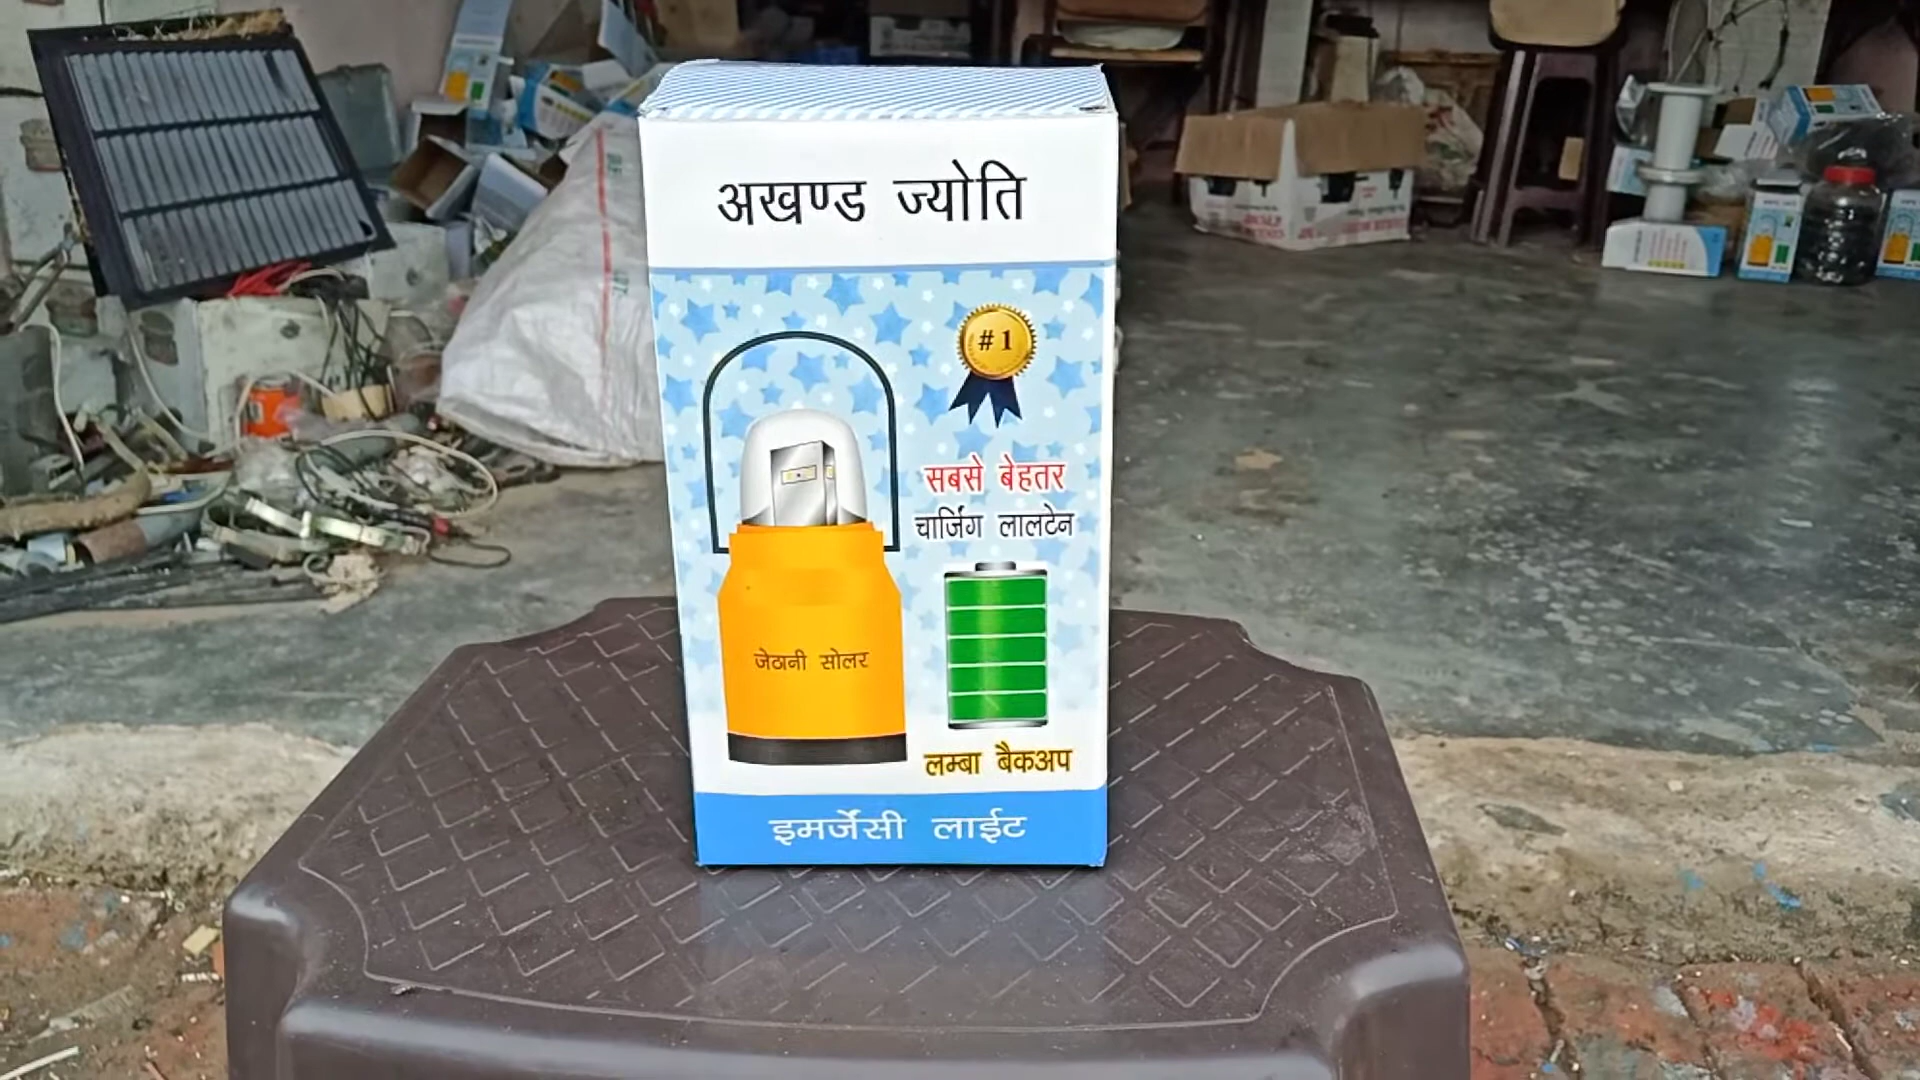 अखण्ड ज्योति
#1
सबसे बेहतर
चार्जिंग लालटेन
जेठानी सोलर
लम्बा बैकअप
इमर्जेंसी लाईट